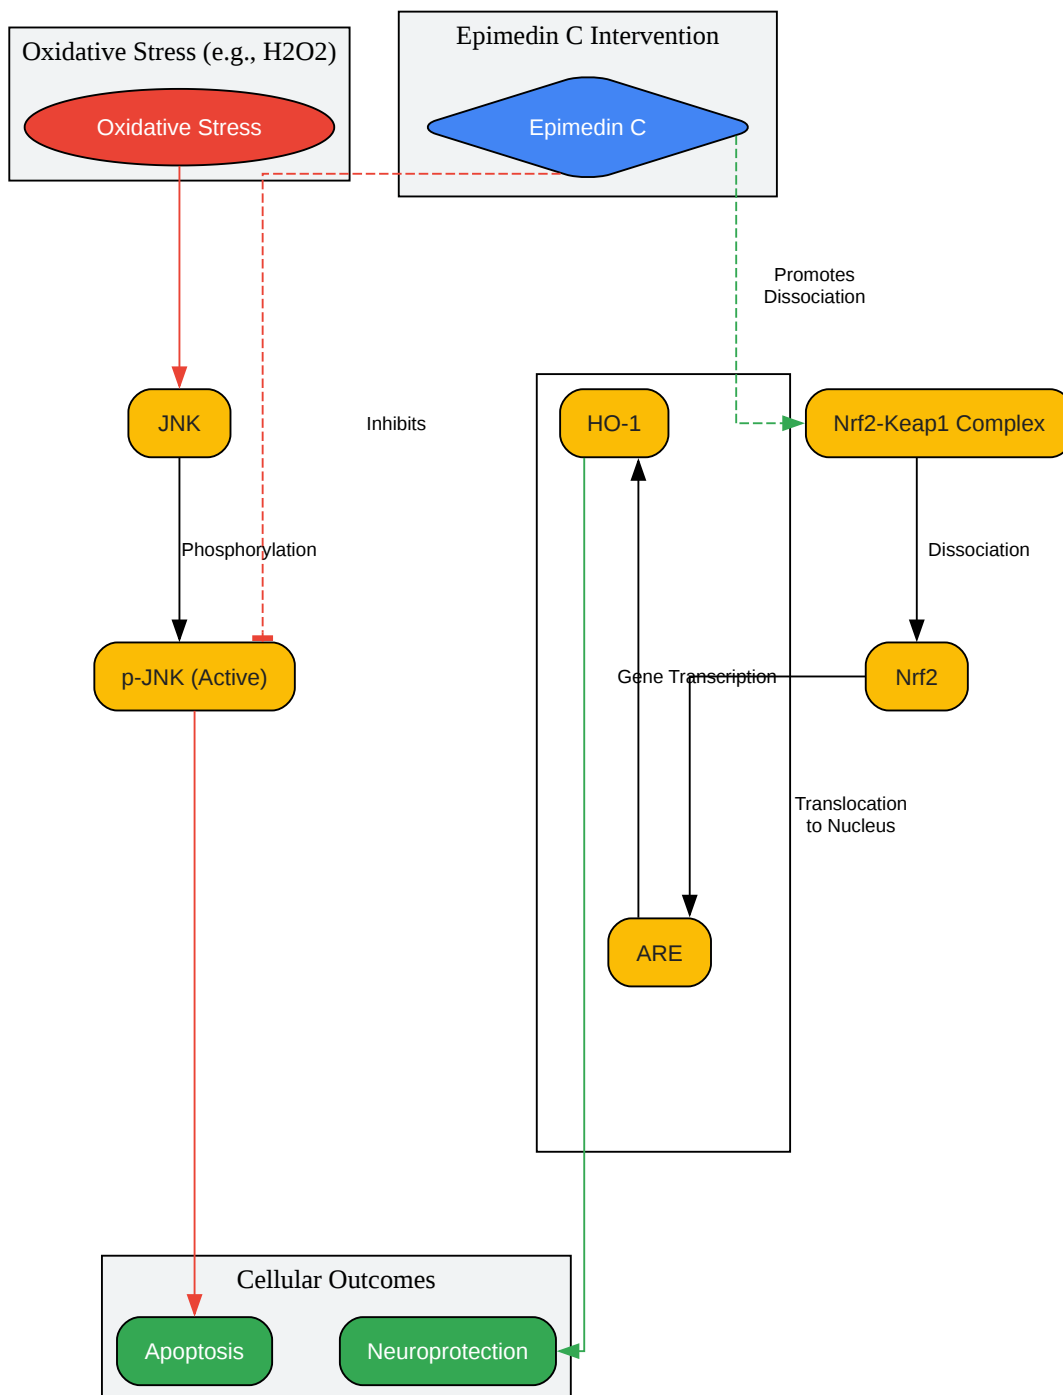 Oxidative Stress (e.g., H2O2)
Epimedin C Intervention
Oxidative Stress
Epimedin C
Promotes
Dissociation
JNK
Inhibits
HO-1
Nrf2-Keap1 Complex
Phosphorylation
Dissociation
p-JNK (Active)
Gene Transcription
Nrf2
Translocation
to Nucleus
ARE
Cellular Outcomes
Apoptosis
Neuroprotection